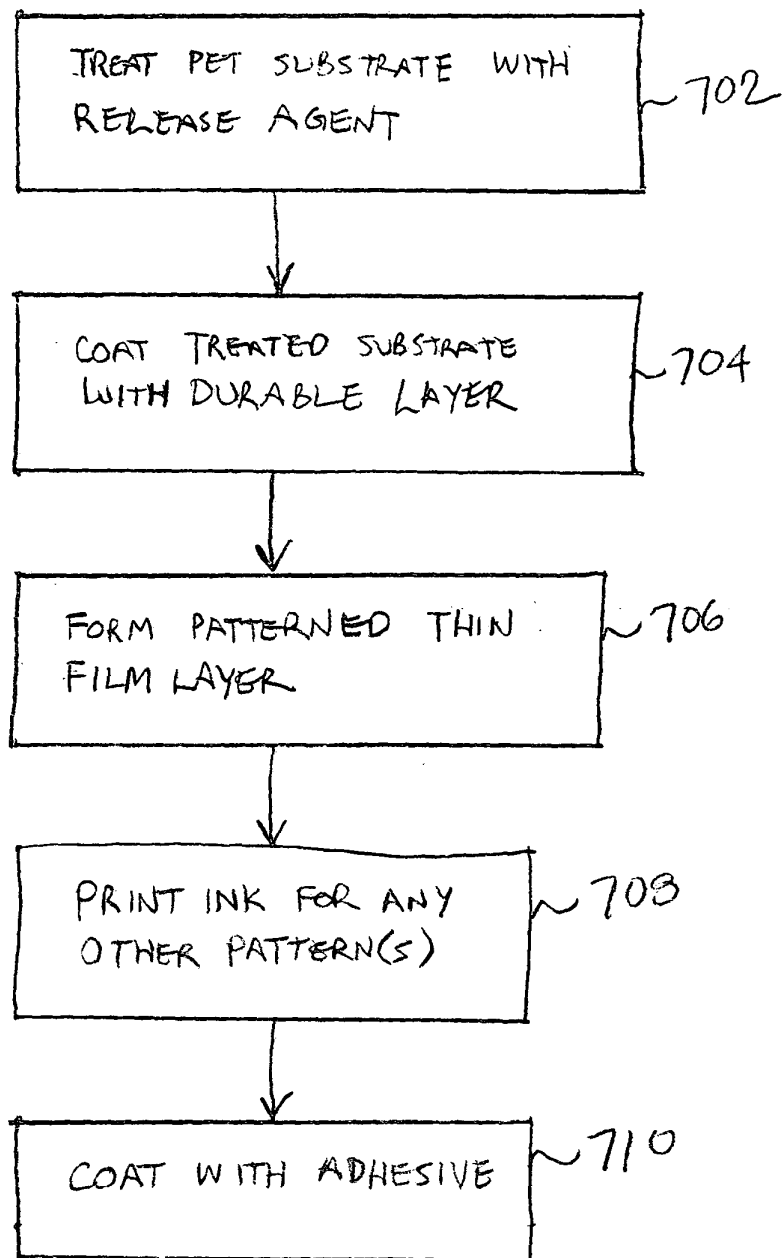 TREAT PET SUBSTRATE WITH
RELEASE AGENT
702
COAT TREATED SUBSTRATE
WITH DURABLE LAYER
704
FORM PATTERNED THIN
FILM LAYER
706
PRINT INK FOR ANY
OTHER PATTERN(S)
708
COAT WITH ADHESIVE
710